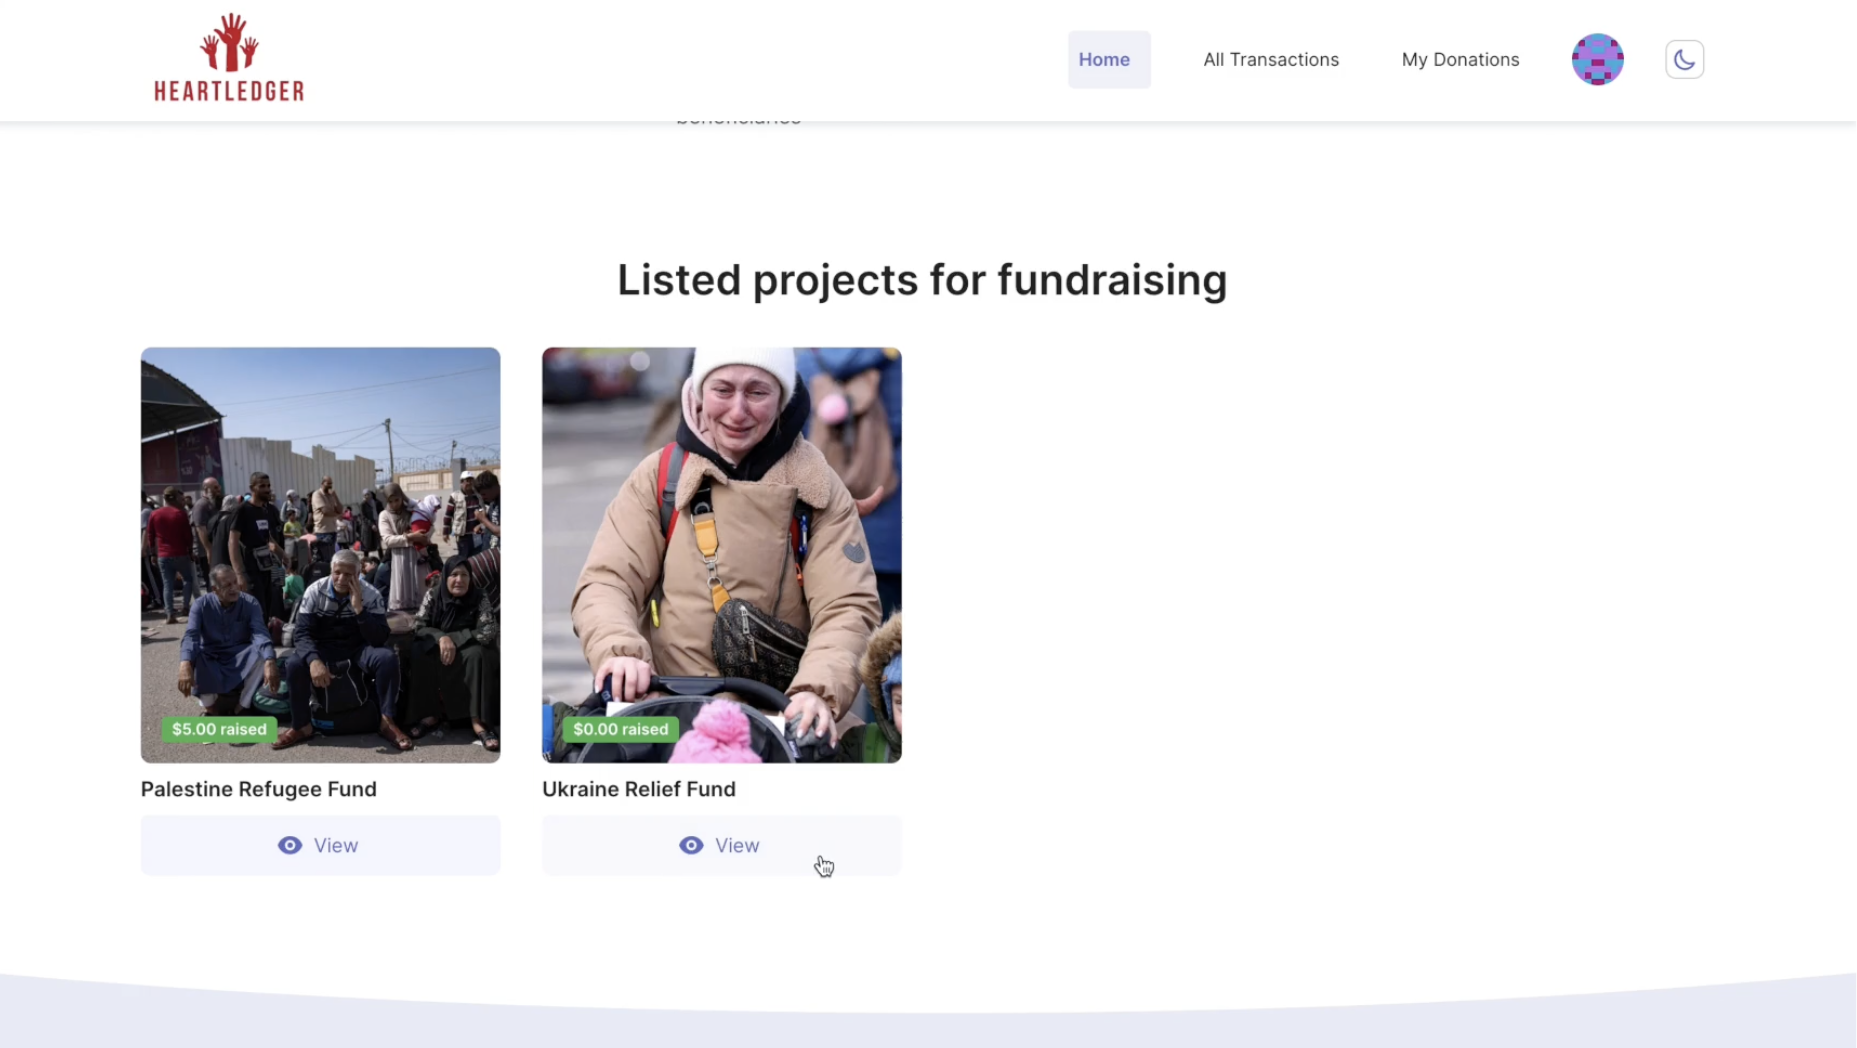 HEARTLEDGER
Home
All Transactions
My Donations
Listed projects for fundraising
$5.00 raised
$0.00 raised
Palestine Refugee Fund
Ukraine Relief Fund
View
View